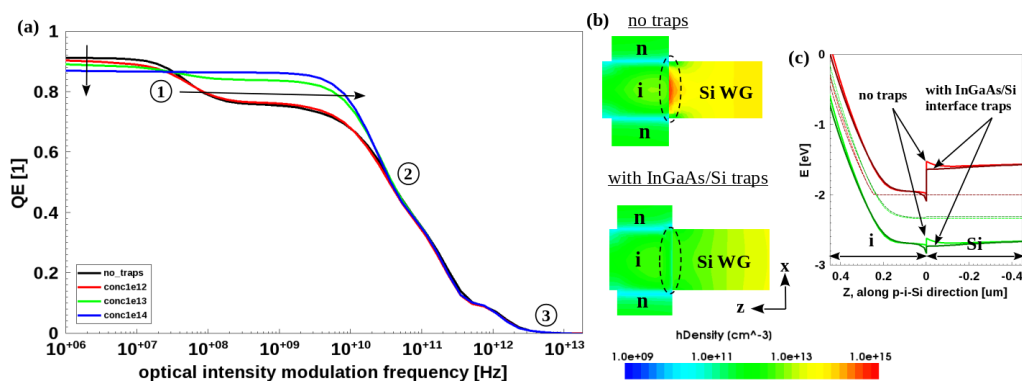 (a)
QE [1]
1
0.8
0.6
0.4
0.2
0
1
2
3
no_traps
conc1e12
conc1e13
conc1e14
10^+06 10^+07 10^+08 10^+09 10^+10 10^+11 10^+12 10^+13
optical intensity modulation frequency [Hz]
(b)
no traps
n
i
Si WG
n
with InGaAs/Si traps
n
i
Si WG
n
x
z
hDensity (cm^-3)
1.0e+09 1.0e+11 1.0e+13 1.0e+15
(c)
E [eV]
0
-1
-2
-3
no traps
with InGaAs/Si
interface traps
i
Si
0.4 0.2 0 -0.2 -0.4
Z, along p-i-Si direction [um]